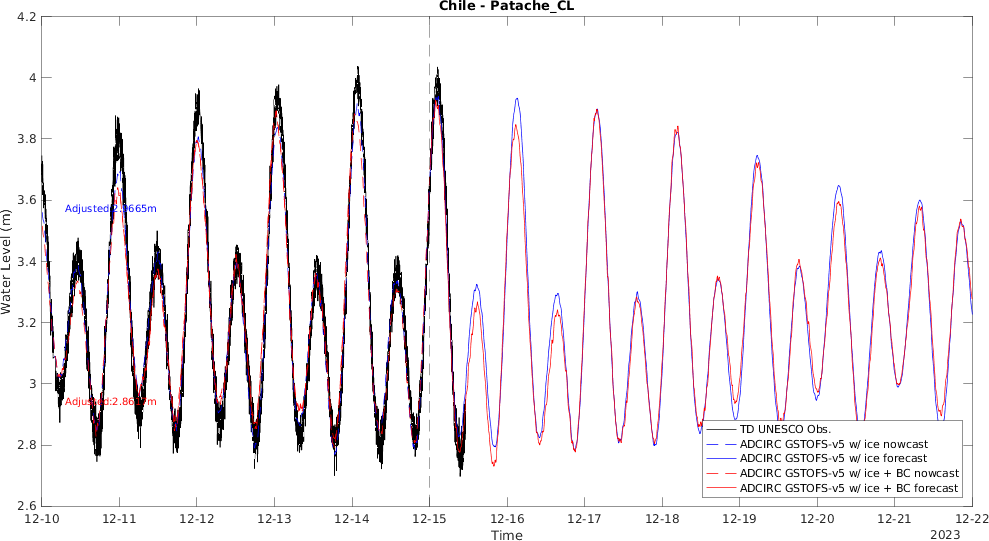 Chile - Patache_CL
4.2
4
3.8
3.6
3.4
3.2
3
2.8
2.6
Water Level (m)
Adjusted
TD UNESCO Obs.
ADCIRC GSTOFS-v5 w/ ice nowcast
ADCIRC GSTOFS-v5 w/ ice forecast
ADCIRC GSTOFS-v5 w/ ice + BC nowcast
ADCIRC GSTOFS-v5 w/ ice + BC forecast
12-10 12-11 12-12 12-13 12-14 12-15 12-16 12-17 12-18 12-19 12-20 12-21 12-22
Time
2023